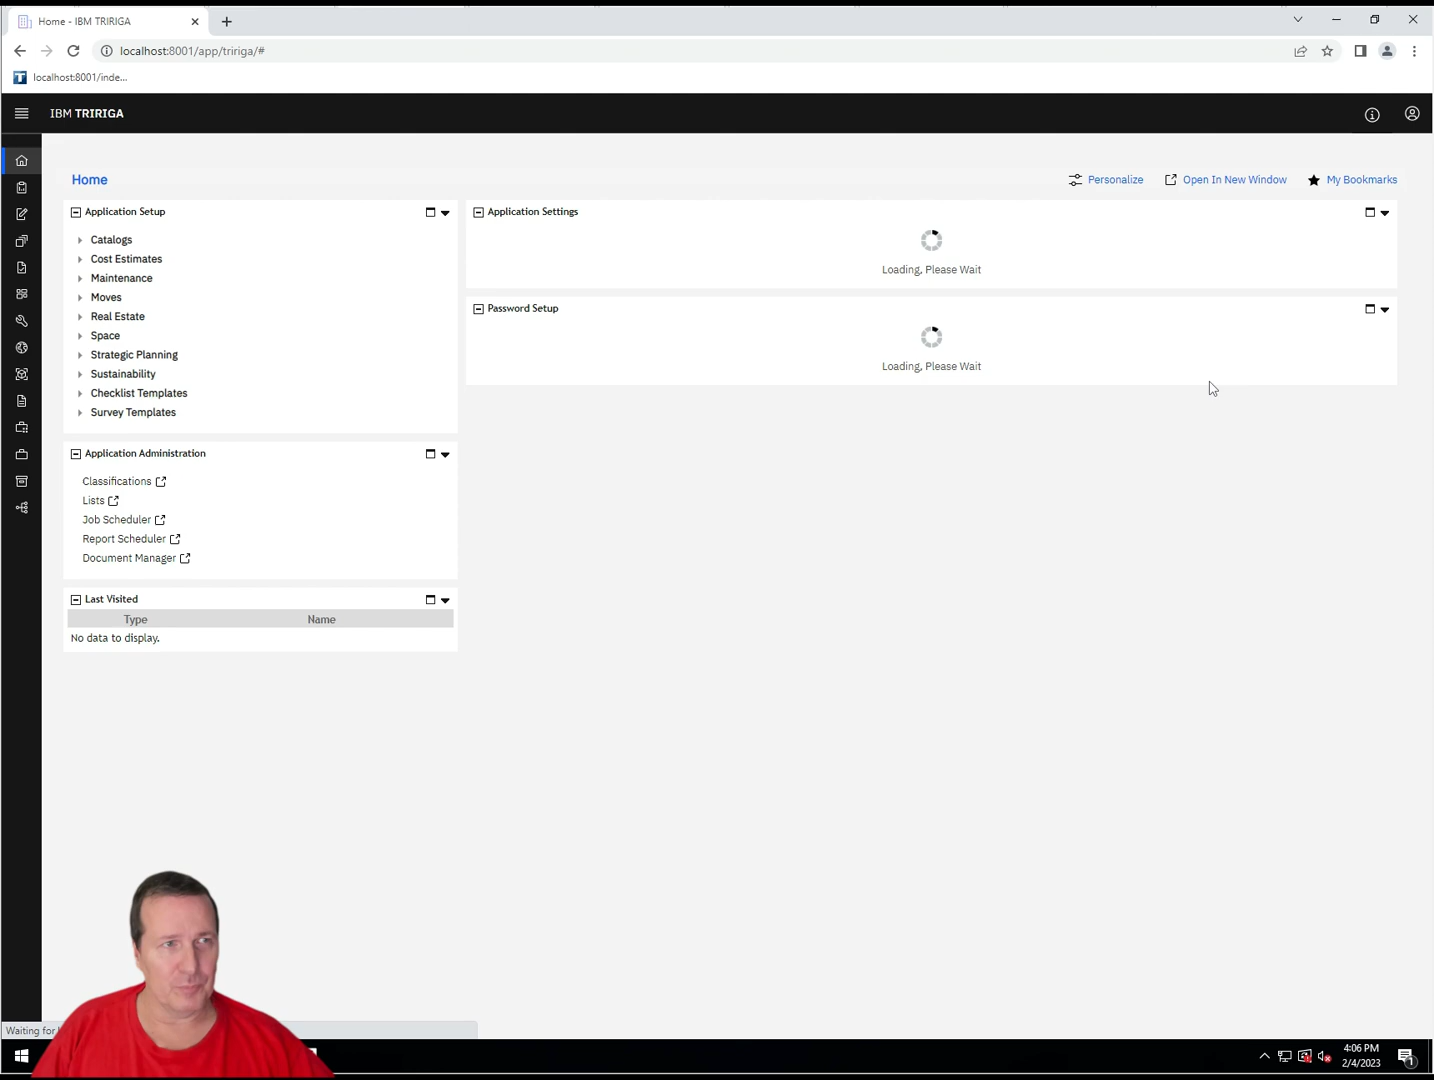 Home - IBM TRIRIGA
localhost:8001/app/tririga/#
localhost:8001/inde...
IBM TRIRIGA
Home
Personalize
Open In New Window
My Bookmarks
Application Setup
Catalogs
Cost Estimates
Maintenance
Moves
Real Estate
Space
Strategic Planning
Sustainability
Checklist Templates
Survey Templates
Application Administration
Classifications
Lists
Job Scheduler
Report Scheduler
Document Manager
Last Visited
Type Name
No data to display.
Application Settings
Loading, Please Wait
Password Setup
Loading, Please Wait
Waiting for
4:06 PM
2/4/2023
1